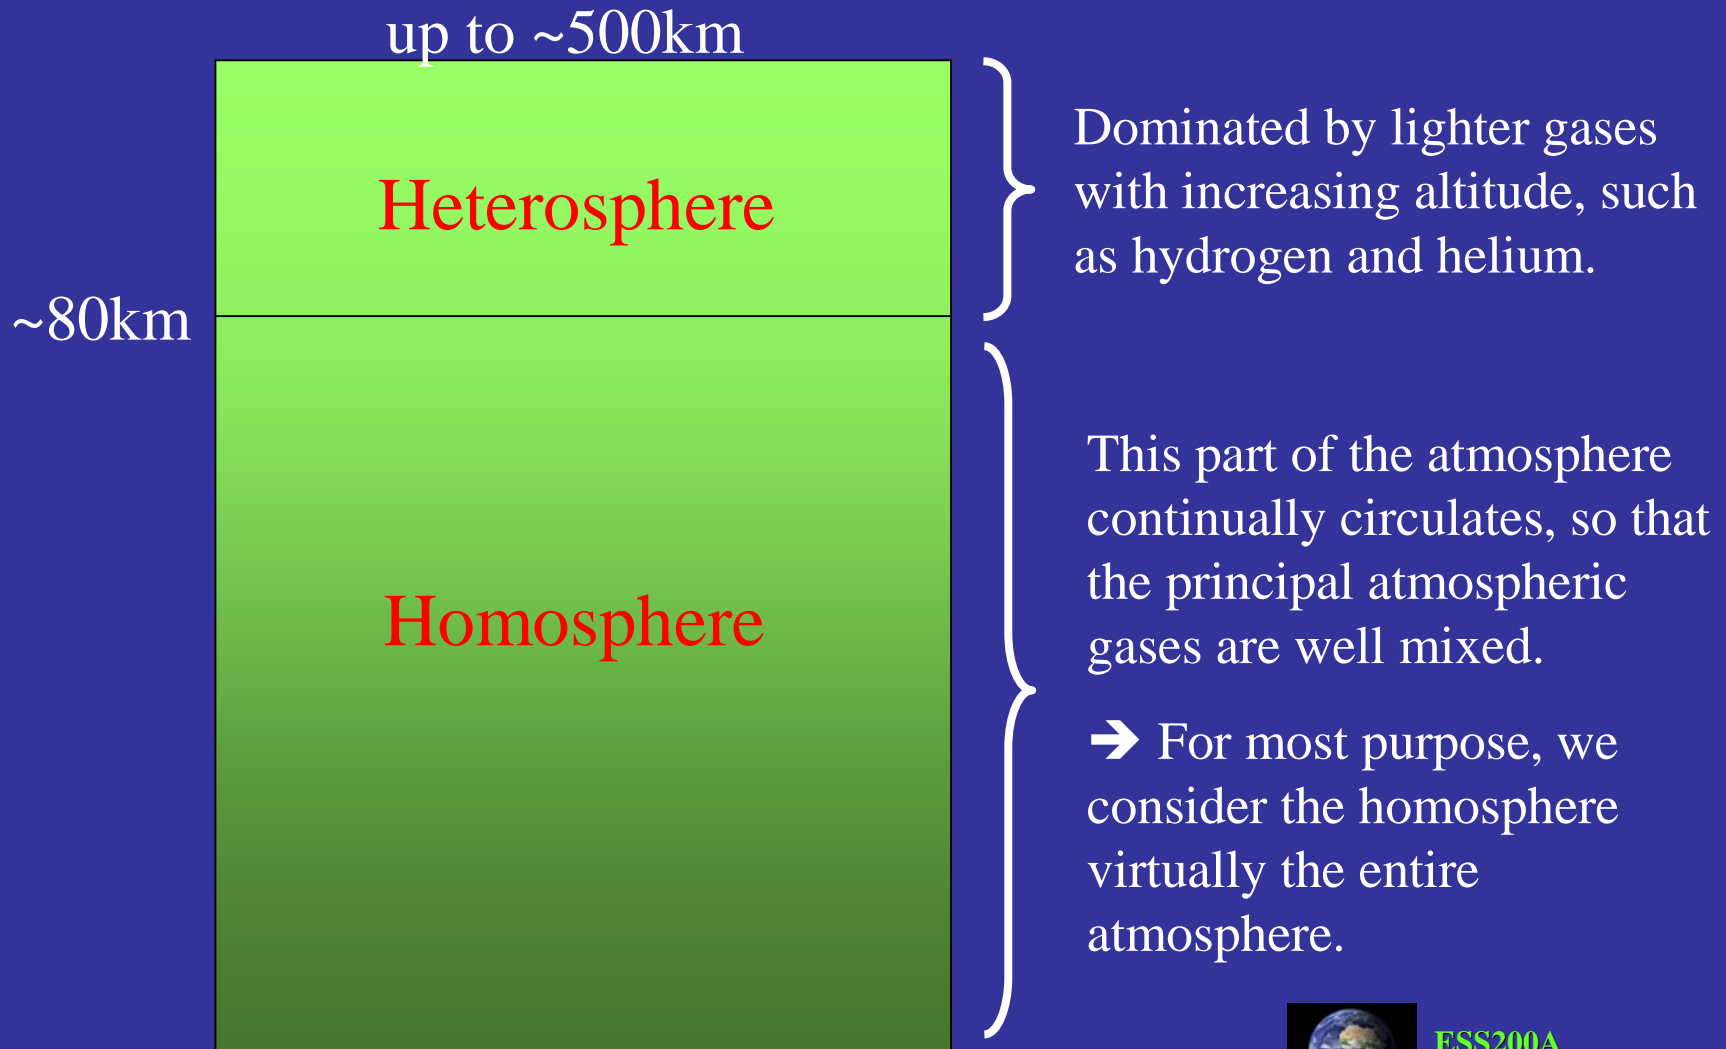 up to ~500km
Heterosphere
Dominated by lighter gases
with increasing altitude, such
as hydrogen and helium.
~80km
Homosphere
This part of the atmosphere
continually circulates, so that
the principal atmospheric
gases are well mixed.
➔ For most purpose, we
consider the homosphere
virtually the entire
atmosphere.
ESS200A